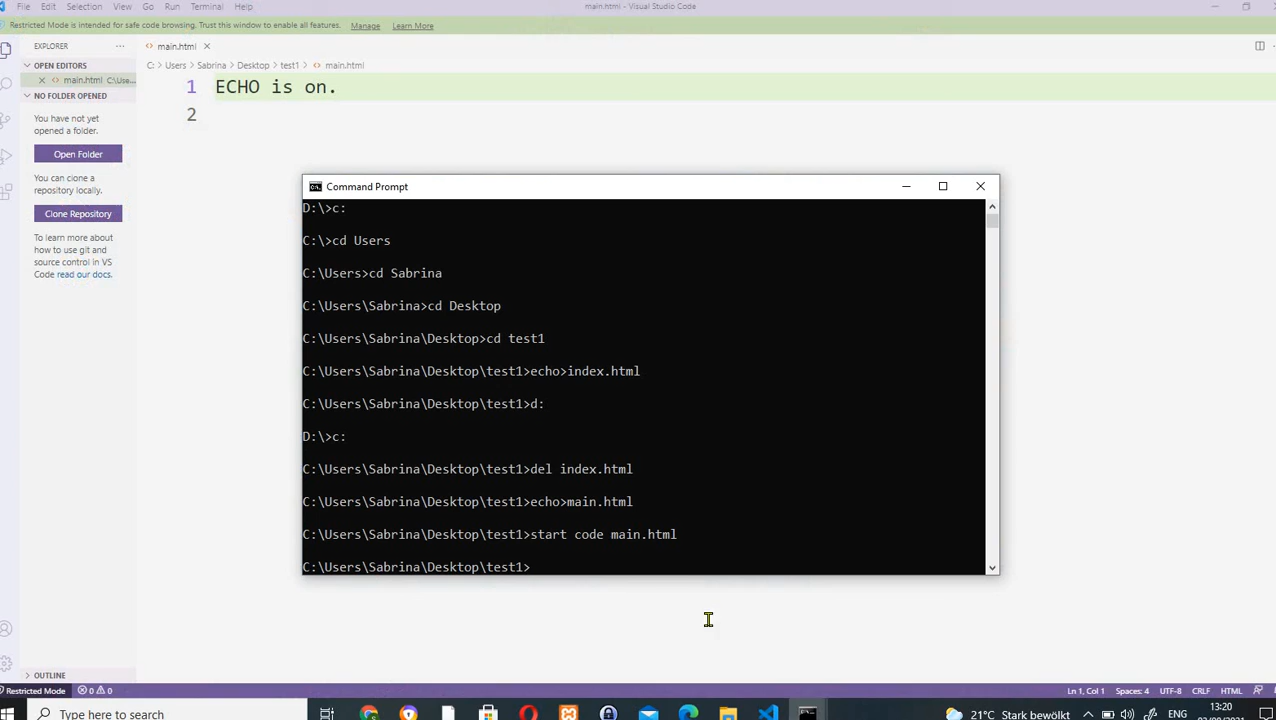 File Edit Selection View Go Run Terminal Help main.html - Visual Studio Code
Restricted Mode is intended for safe code browsing. Trust this window to enable all features. Manage Learn More
EXPLORER ··· main.html ×
C: > Users > Sabrina > Desktop > test1 > main.html
OPEN EDITORS
× main.html C:\Use...
NO FOLDER OPENED
You have not yet
opened a folder.
Open Folder
You can clone a
repository locally.
Clone Repository
To learn more about
how to use git and
source control in VS
Code read our docs.
OUTLINE
1 ECHO is on.
2
Command Prompt
D:\>c:
C:\>cd Users
C:\Users>cd Sabrina
C:\Users\Sabrina>cd Desktop
C:\Users\Sabrina\Desktop>cd test1
C:\Users\Sabrina\Desktop\test1>echo>index.html
C:\Users\Sabrina\Desktop\test1>d:
D:\>c:
C:\Users\Sabrina\Desktop\test1>del index.html
C:\Users\Sabrina\Desktop\test1>echo>main.html
C:\Users\Sabrina\Desktop\test1>start code main.html
C:\Users\Sabrina\Desktop\test1>
Restricted Mode 0 0 Ln 1, Col 1 Spaces: 4 UTF-8 CRLF HTML
Type here to search 21°C Stark bewölkt ENG 13:20